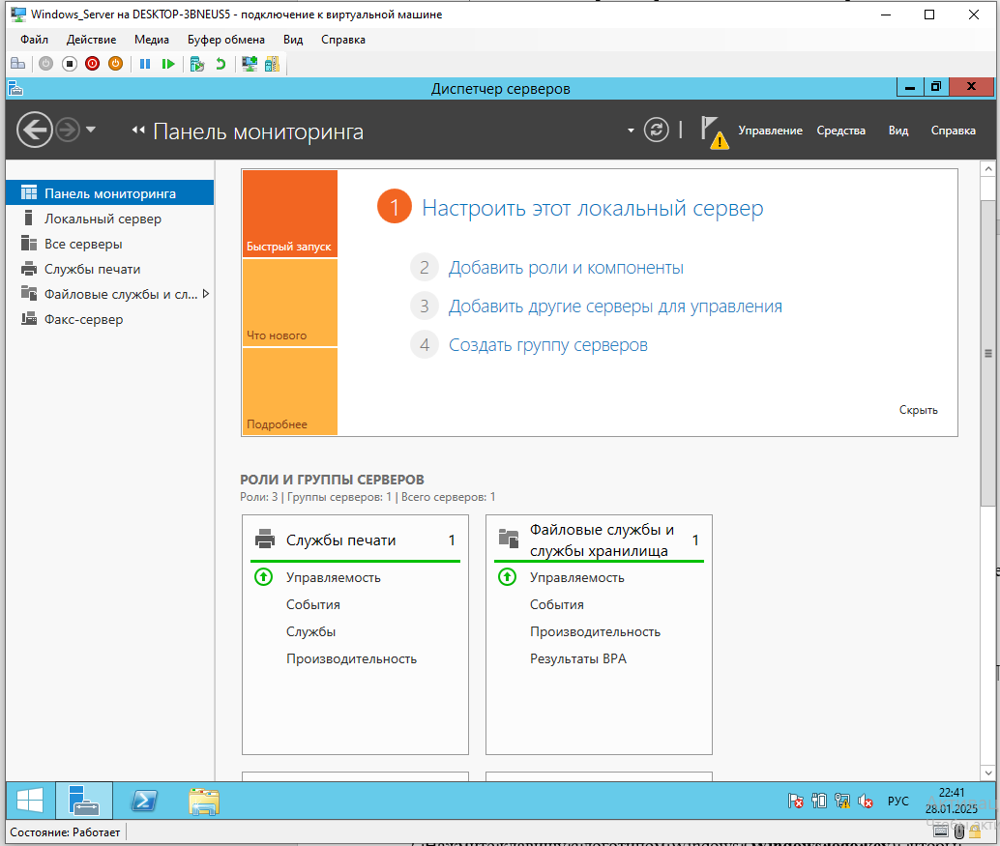 Windows_Server на DESKTOP-3BNEUS5 - подключение к виртуальной машине
Файл Действие Медиа Буфер обмена Вид Справка
Диспетчер серверов
Панель мониторинга
Управление Средства Вид Справка
Панель мониторинга
Локальный сервер
Все серверы
Службы печати
Файловые службы и сл...
Факс-сервер
Быстрый запуск
Что нового
Подробнее
1 Настроить этот локальный сервер
2 Добавить роли и компоненты
3 Добавить другие серверы для управления
4 Создать группу серверов
Скрыть
РОЛИ И ГРУППЫ СЕРВЕРОВ
Роли: 3 | Группы серверов: 1 | Всего серверов: 1
Службы печати 1
Управляемость
События
Службы
Производительность
Файловые службы и
службы хранилища 1
Управляемость
События
Производительность
Результаты BPA
РУС
22:41
28.01.2025
Состояние: Работает